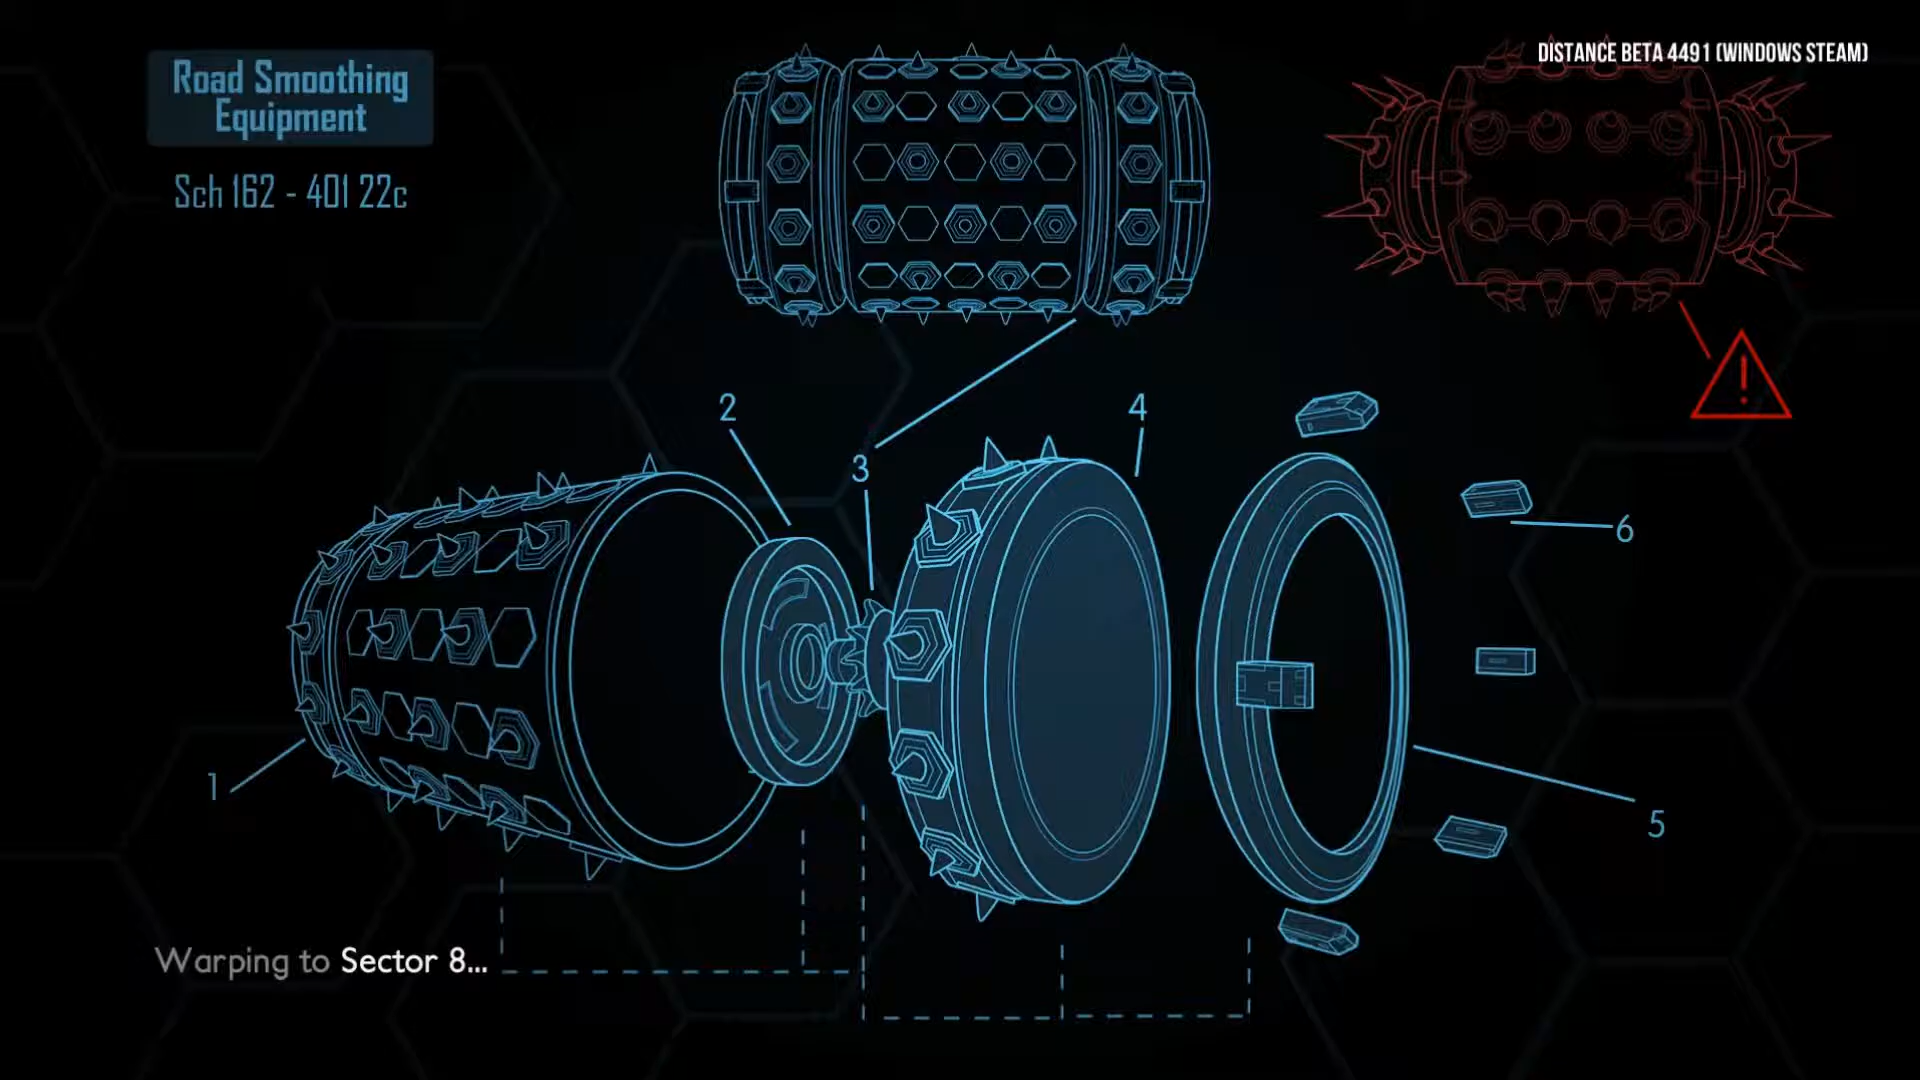 Road Smoothing
Equipment
Sch 162 - 401 22c
DISTANCE BETA 4491 (WINDOWS STEAM)
!
2
3
4
6
1
5
Warping to Sector 8...